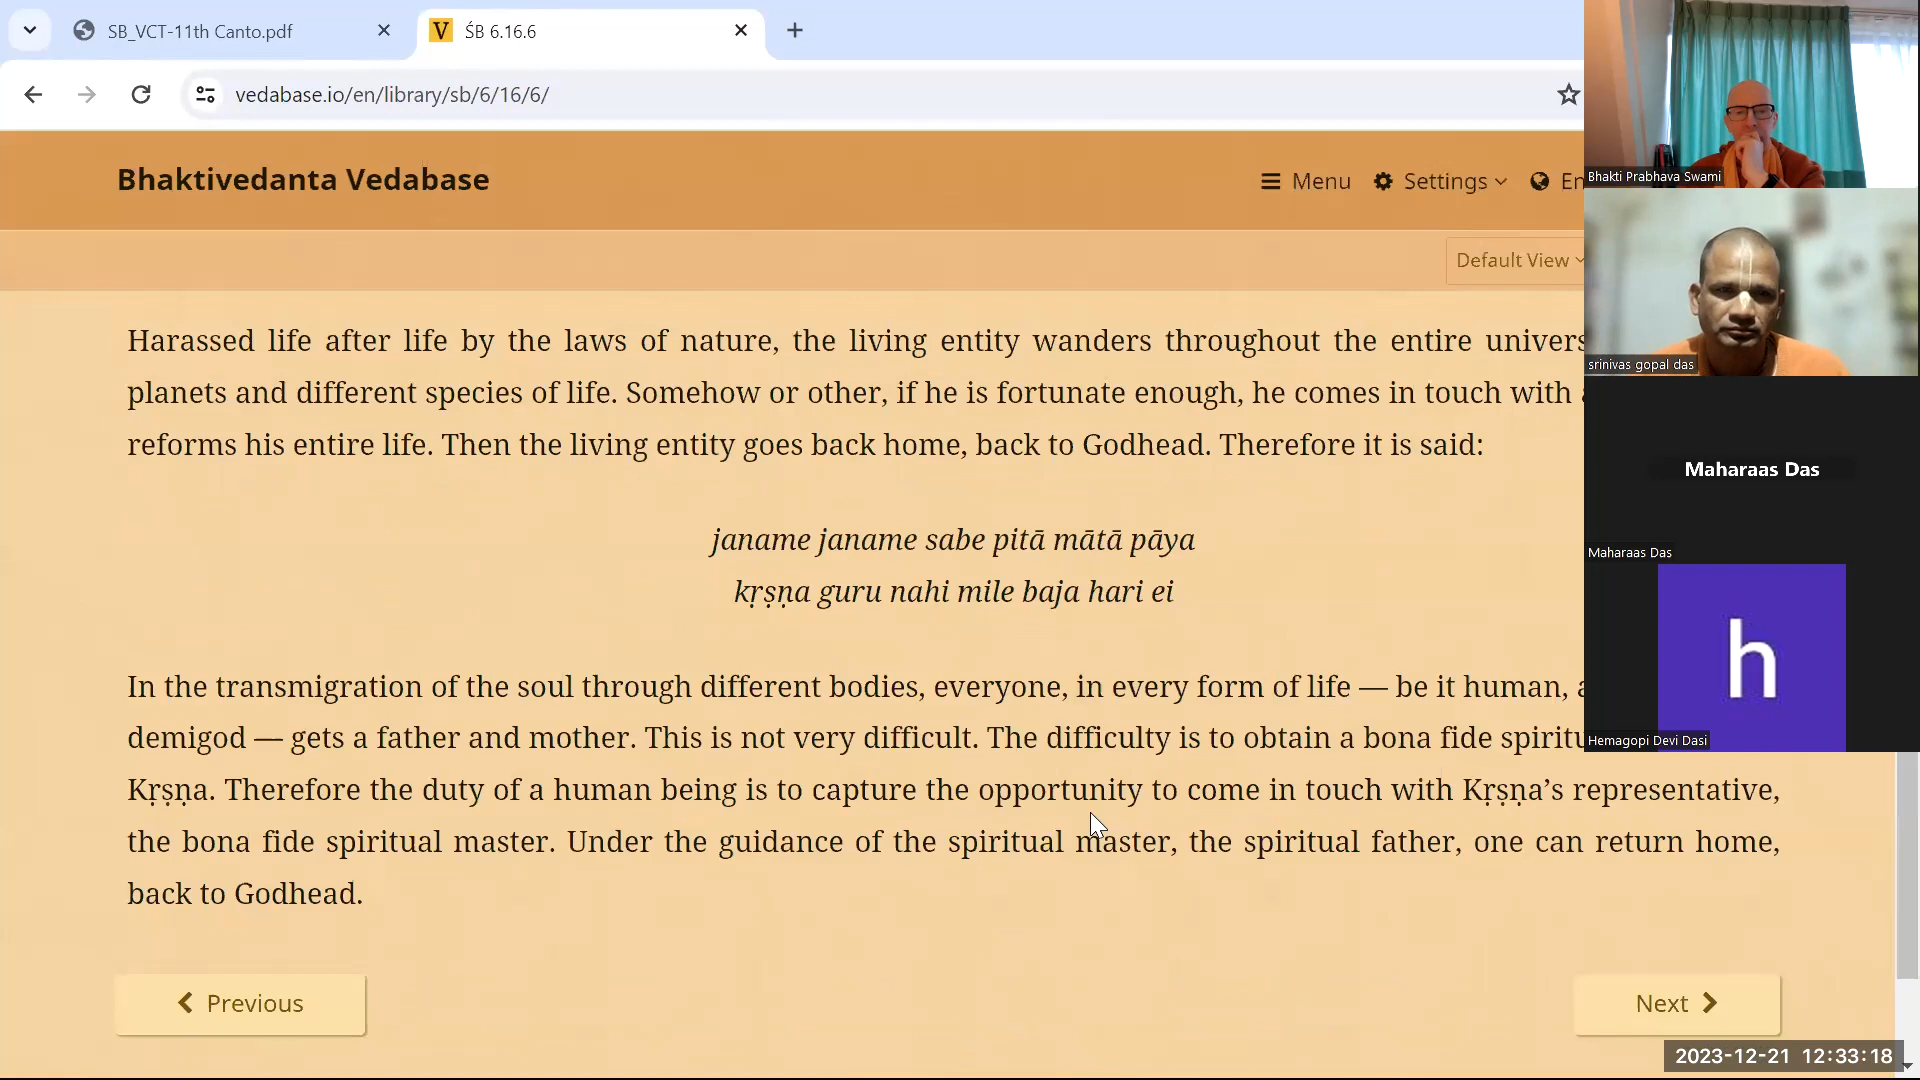 SB_VCT-11th Canto.pdf
V ŚB 6.16.6
vedabase.io/en/library/sb/6/16/6/
Bhaktivedanta Vedabase
Menu
Settings
En
Default View
Harassed life after life by the laws of nature, the living entity wanders throughout the entire univers
planets and different species of life. Somehow or other, if he is fortunate enough, he comes in touch with
reforms his entire life. Then the living entity goes back home, back to Godhead. Therefore it is said:
janame janame sabe pitā mātā pāya
kṛṣṇa guru nahi mile baja hari ei
In the transmigration of the soul through different bodies, everyone, in every form of life — be it human,
demigod — gets a father and mother. This is not very difficult. The difficulty is to obtain a bona fide spiritu
Kṛṣṇa. Therefore the duty of a human being is to capture the opportunity to come in touch with Kṛṣṇa’s representative,
the bona fide spiritual master. Under the guidance of the spiritual master, the spiritual father, one can return home,
back to Godhead.
Previous
Next
Bhakti Prabhava Swami
srinivas gopal das
Maharaas Das
Maharaas Das
h
Hemagopi Devi Dasi
2023-12-21 12:33:18